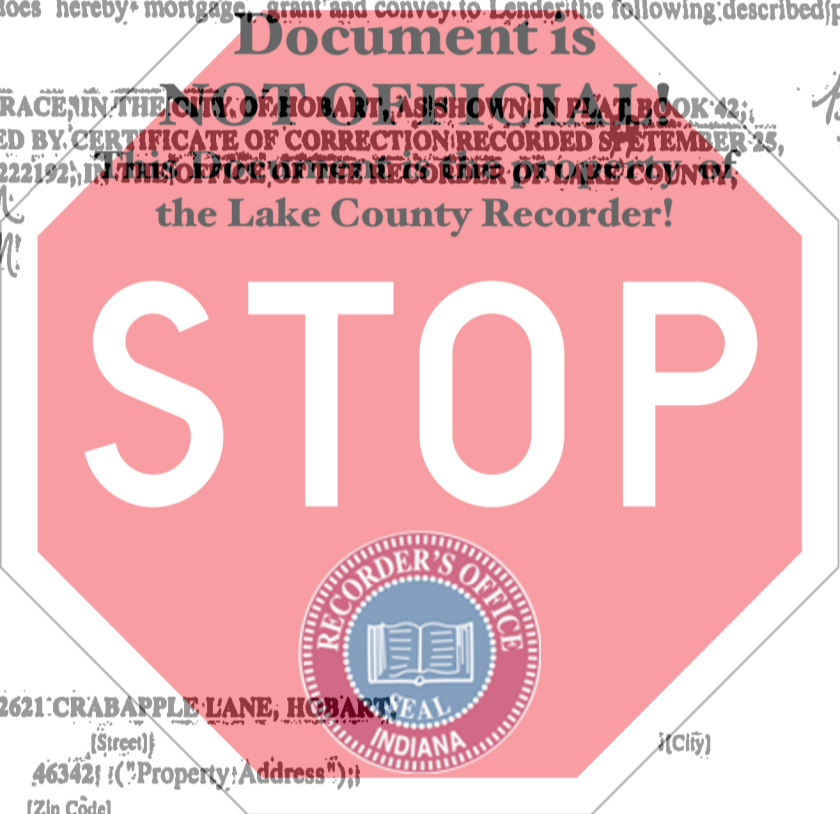 does hereby mortgage, grant and convey to Lender the following described
Document is
NOT OFFICIAL!
RACE, IN THE CITY OF HOBART, AS SHOWN IN PLAT BOOK 42,
ED BY CERTIFICATE OF CORRECTION RECORDED SPETEMBER 25,
This Document is the property of
222192, IN THE OFFICE OF THE RECORDER OF LAKE COUNTY,
the Lake County Recorder!
STOP
RECORDER'S OFFICE
SEAL
INDIANA
2621 CRABAPPLE LANE, HOBART,
[Street] [City]
46342 ("Property Address");
[Zip Code]